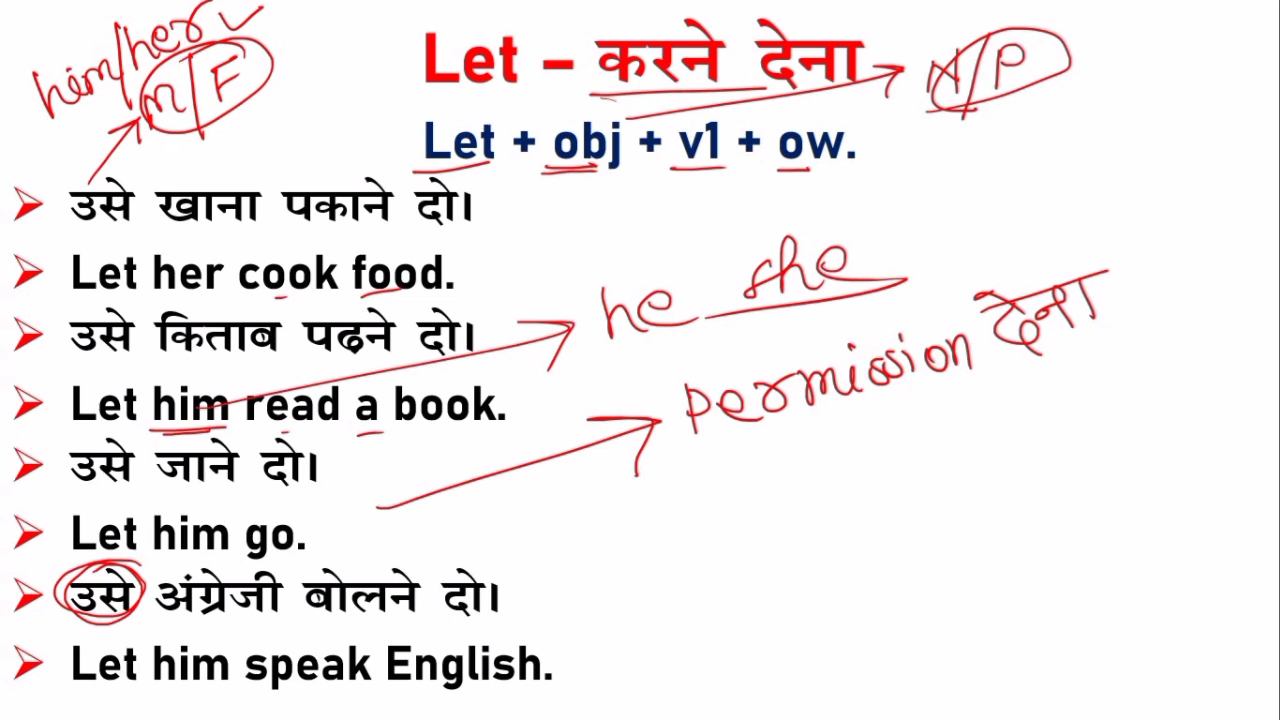 him/her
M/F
Let – करने देना
N/P
Let + obj + v1 + ow.
उसे खाना पकाने दो।
Let her cook food.
he she
उसे किताब पढ़ने दो।
permission देना
Let him read a book.
उसे जाने दो।
Let him go.
उसे अंग्रेजी बोलने दो।
Let him speak English.